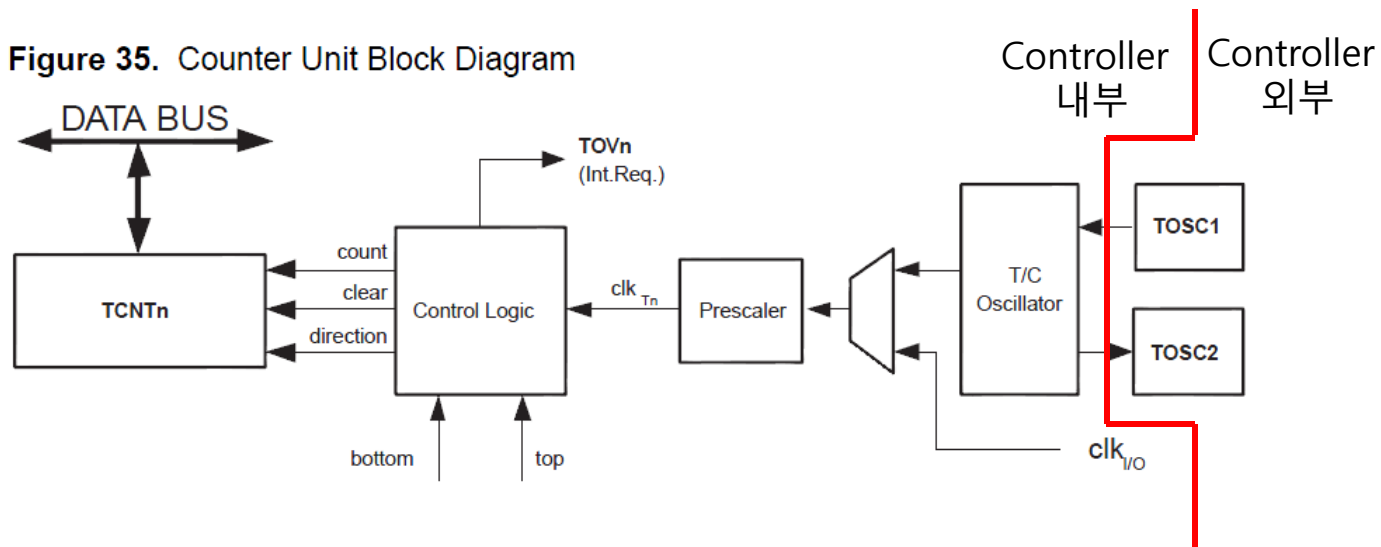 Figure 35. Counter Unit Block Diagram
Controller
내부
Controller
외부
DATA BUS
TOVn
(Int.Req.)
TCNTn
count
clear
direction
Control Logic
clk Tn
Prescaler
T/C
Oscillator
TOSC1
TOSC2
bottom
top
clk I/O